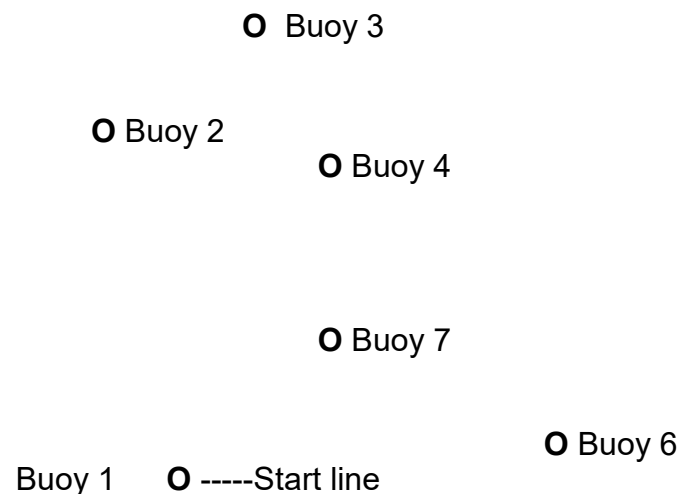 O Buoy 3
O Buoy 2
O Buoy 4
O Buoy 7
O Buoy 6
Buoy 1 O -----Start line